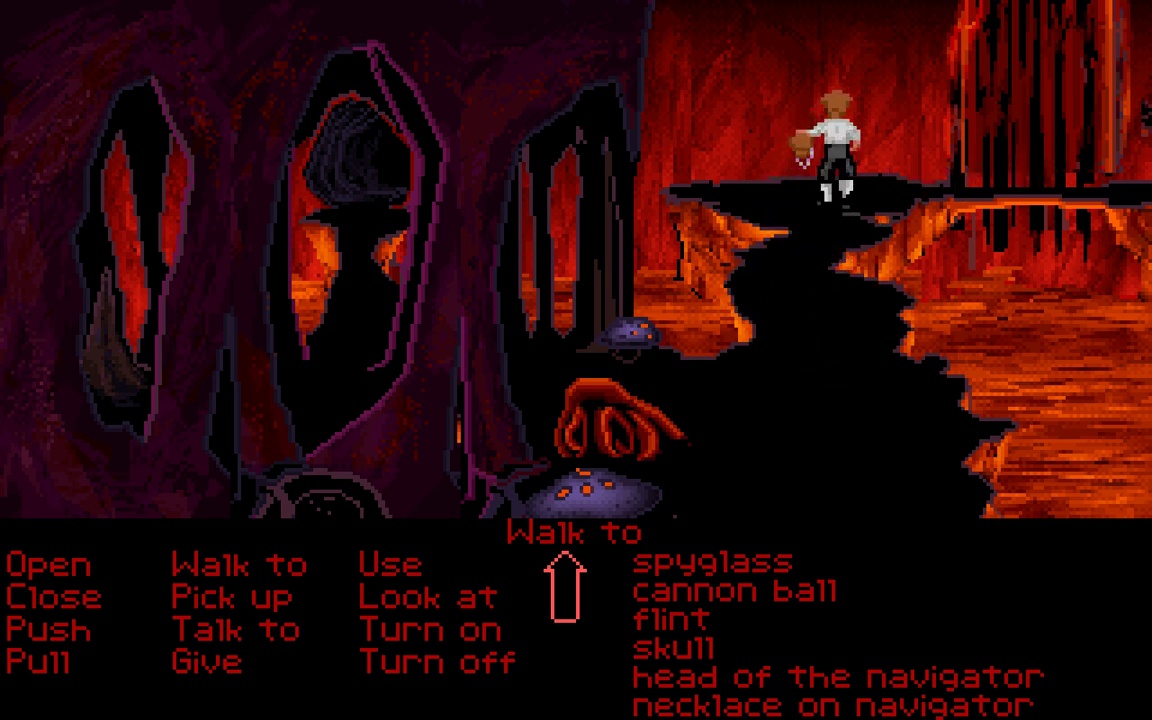 Walk to
Open Walk to Use spyglass
Close Pick up Look at cannon ball
Push Talk to Turn on flint
Pull Give Turn off skull
head of the navigator
necklace on navigator